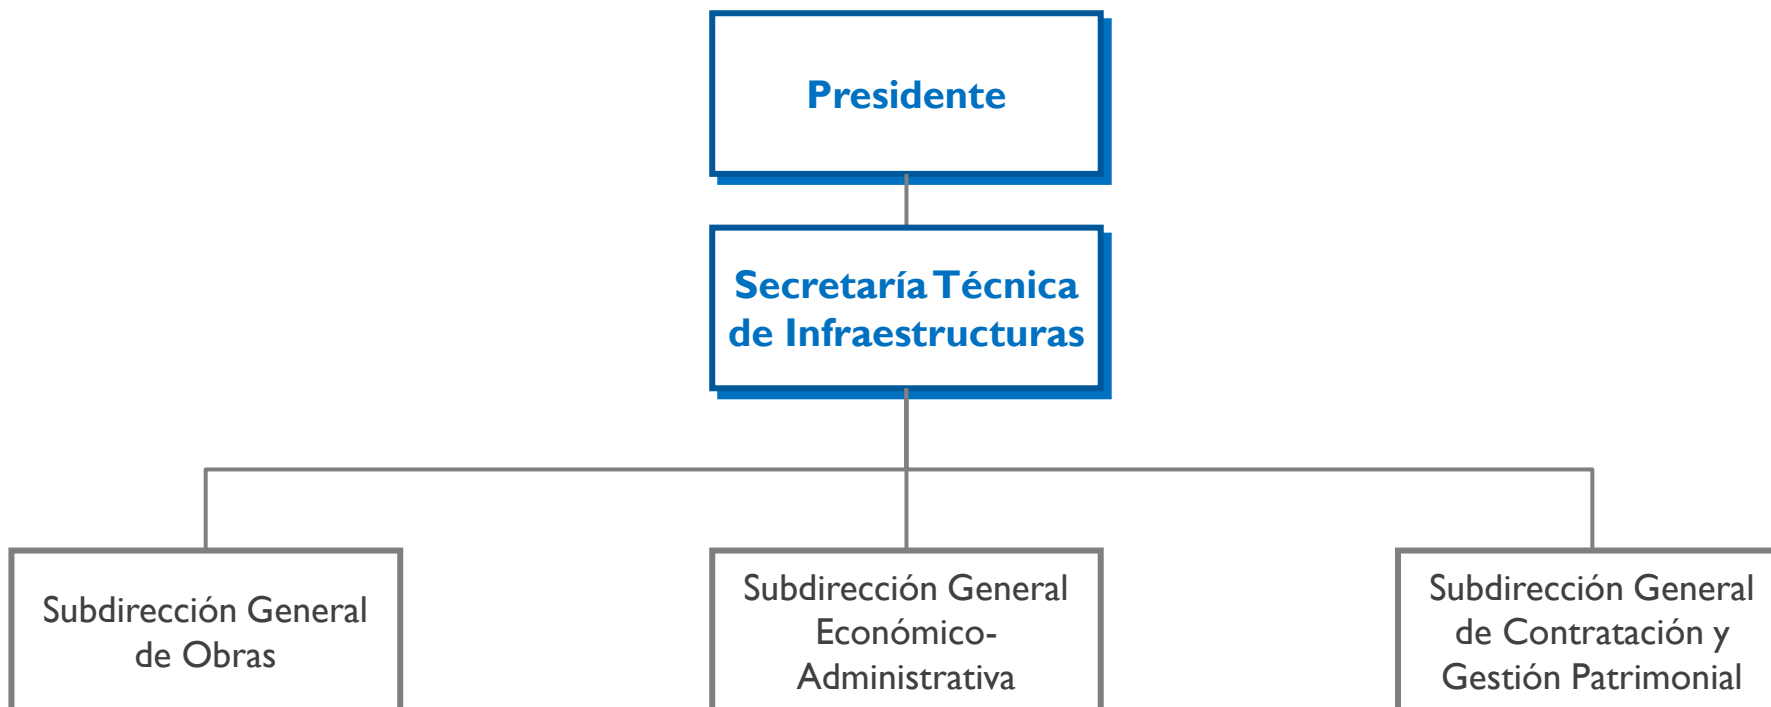 Presidente
Secretaría Técnica
de Infraestructuras
Subdirección General
de Obras
Subdirección General
Económico-
Administrativa
Subdirección General
de Contratación y
Gestión Patrimonial